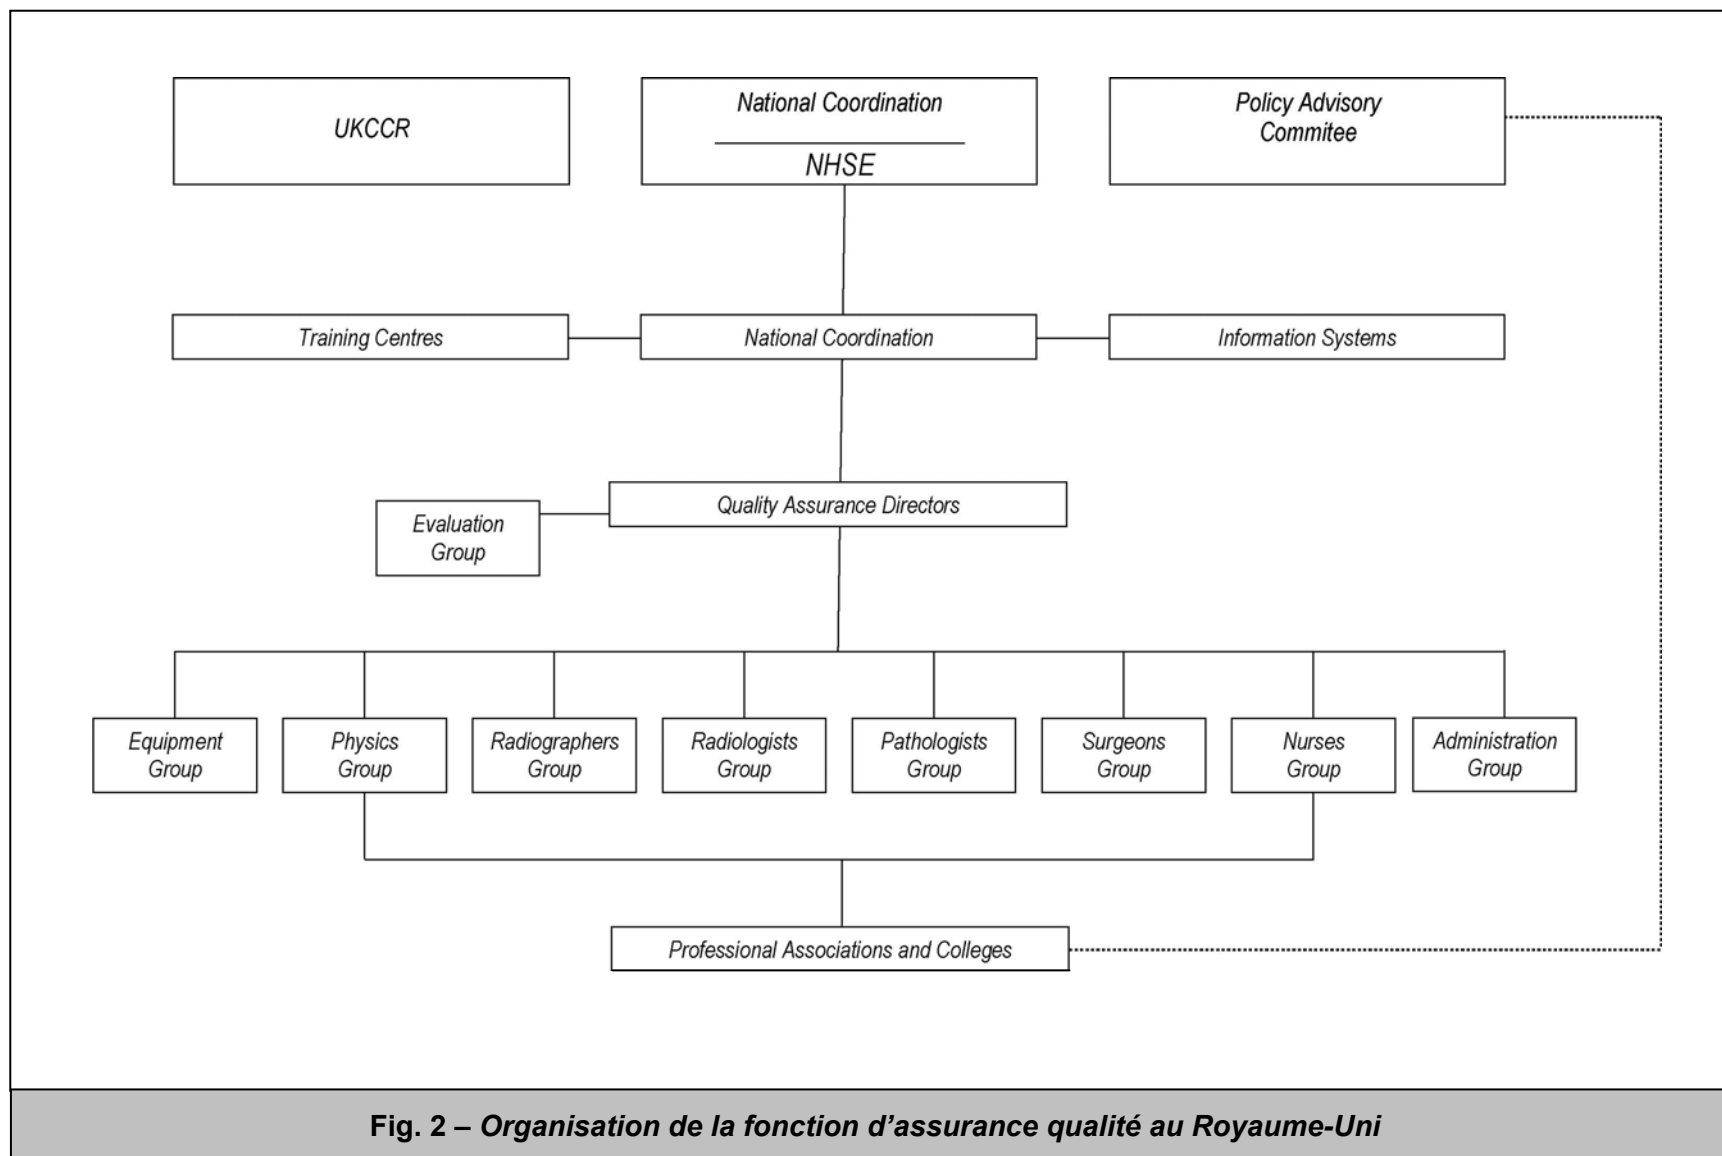 UKCCR
National Coordination
NHSE
Policy Advisory
Commitee
Training Centres
National Coordination
Information Systems
Quality Assurance Directors
Evaluation
Group
Equipment
Group
Physics
Group
Radiographers
Group
Radiologists
Group
Pathologists
Group
Surgeons
Group
Nurses
Group
Administration
Group
Professional Associations and Colleges
Fig. 2 – Organisation de la fonction d'assurance qualité au Royaume-Uni